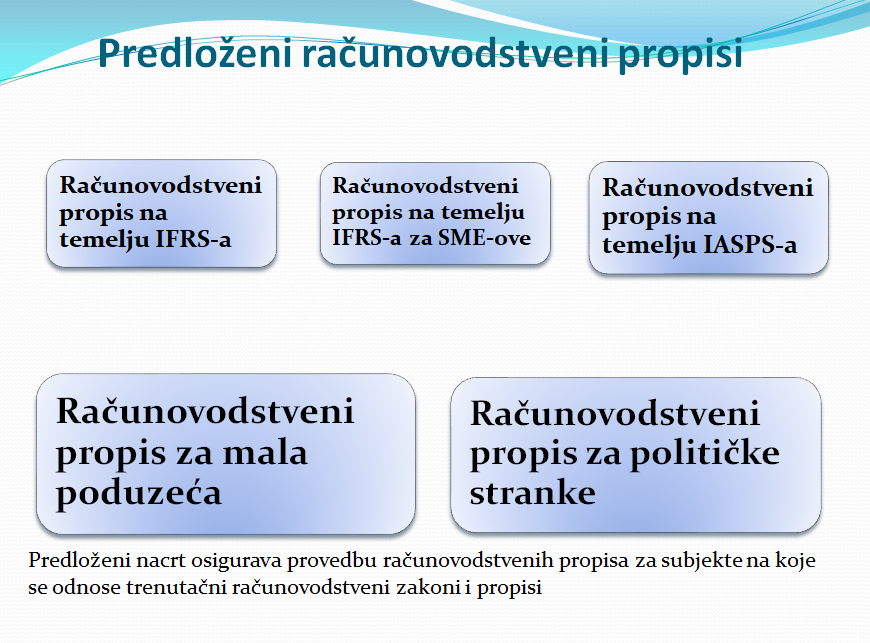 Predloženi računovodstveni propisi
Računovodstveni
propis na
temelju IFRS-a
Računovodstveni
propis na temelju
IFRS-a za SME-ove
Računovodstveni
propis na
temelju IASPS-a
Računovodstveni
propis za mala
poduzeća
Računovodstveni
propis za političke
stranke
Predloženi nacrt osigurava provedbu računovodstvenih propisa za subjekte na koje
se odnose trenutačni računovodstveni zakoni i propisi